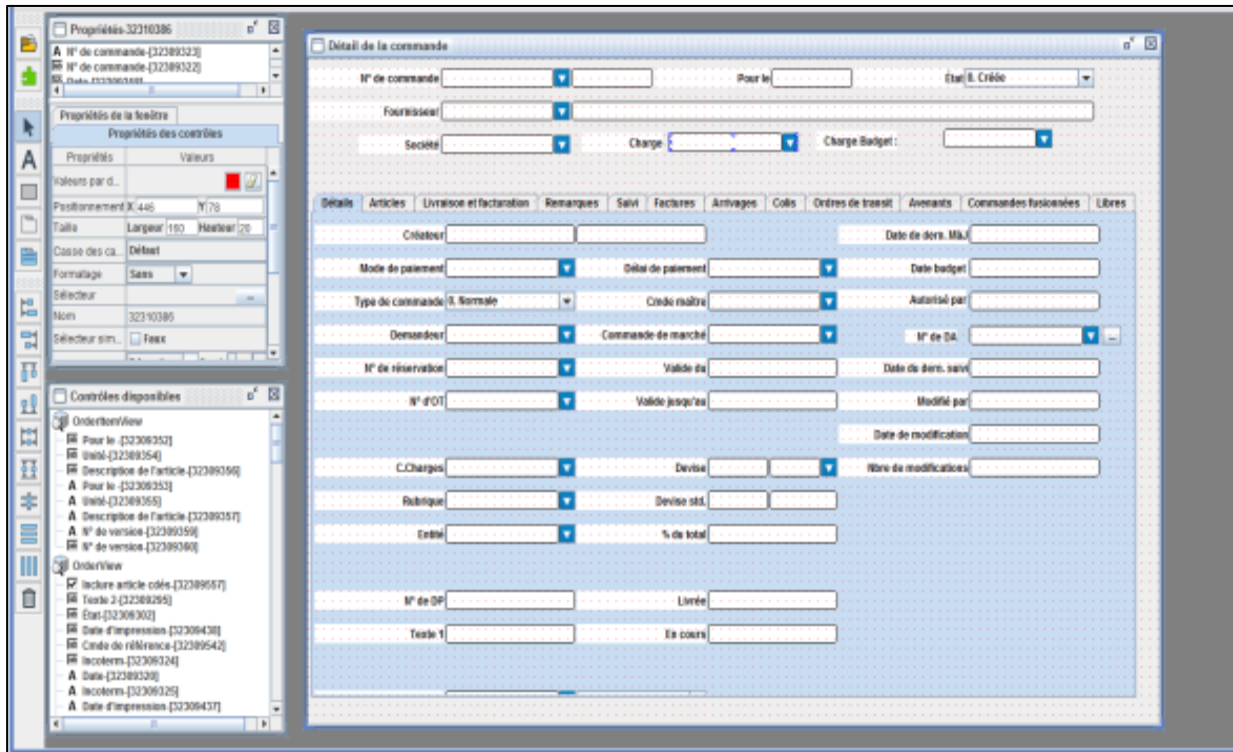 Propriétés-32310386
A N° de commande-[32309323]
N° de commande-[32309322]
Propriétés de la fenêtre
Propriétés des contrôles
Propriétés Valeurs
Valeurs par d...
Positionnement X 446 Y 78
Taille Largeur 160 Hauteur 20
Casse des ca... Défaut
Formatage Sans
Sélecteur ...
Nom 32310386
Sélecteur sim... Faux
Contrôles disponibles
OrderItemView
Pour le -[32309352]
Unité-[32309354]
Description de l'article-[32309356]
A Pour le -[32309353]
A Unité-[32309355]
A Description de l'article-[32309357]
A N° de version-[32309359]
N° de version-[32309360]
OrderView
Inclure article cdés-[32309557]
Texte 2-[32309295]
État-[32309302]
Date d'impression-[32309438]
Cmde de référence-[32309542]
Incoterm-[32309324]
A Date-[32309320]
A Incoterm-[32309325]
A Date d'impression-[32309437]
Détail de la commande
N° de commande Pour le État 0. Créée
Fournisseur
Société Charge Charge Budget :
Détails Articles Livraison et facturation Remarques Suivi Factures Arrivages Colis Ordres de transit Avenants Commandes fusionnées Libres
Créateur Date de dern. MàJ
Mode de paiement Délai de paiement Date budget
Type de commande 0. Normale Cmde maître Autorisé par
Demandeur Commande de marché N° de DA ...
N° de réservation Valide du Date du dern. suivi
N° d'OT Valide jusqu'au Modifié par
Date de modification
C.Charges Devise Nbre de modifications
Rubrique Devise std.
Entité % du total
N° de DP Livrée
Texte 1 En cours